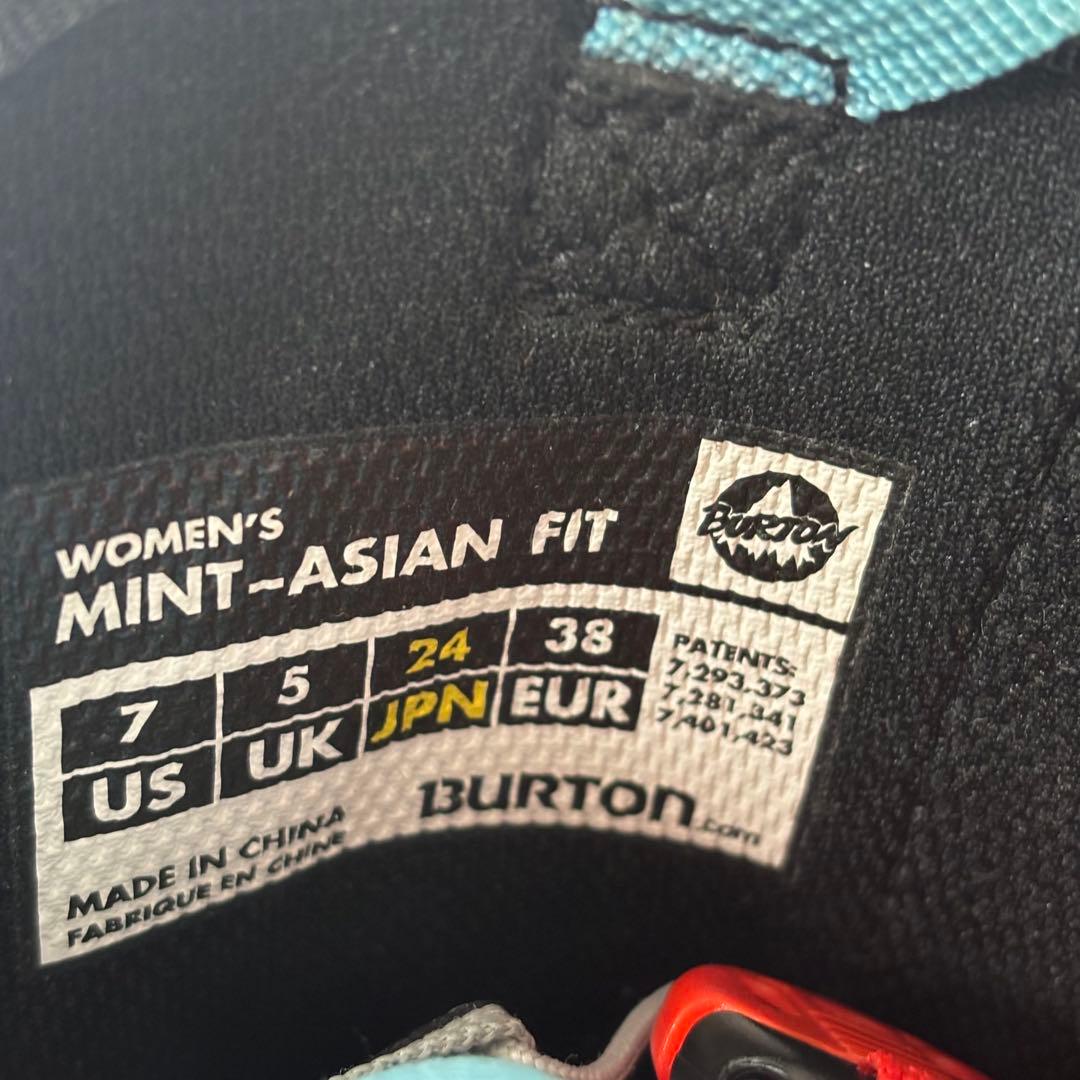 WOMEN'S
MINT-ASIAN FIT
BURTON
7 5 24 38
US UK JPN EUR
PATENTS:
7,293,373
7,281,341
7,401,423
BURTON.com
MADE IN CHINA
FABRIQUE EN CHINE